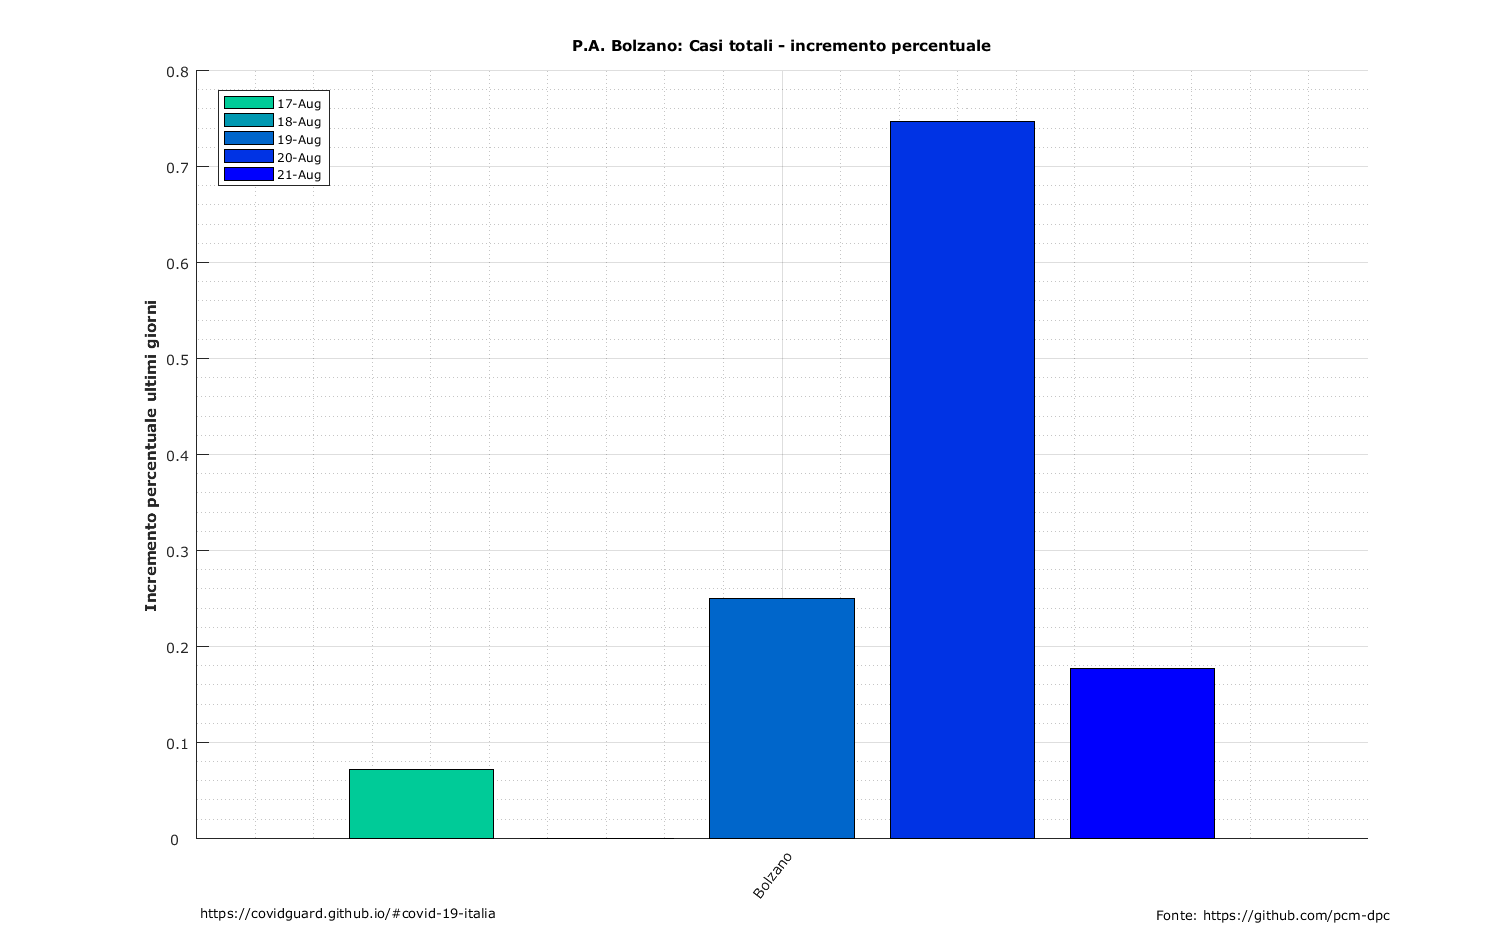 P.A. Bolzano: Casi totali - incremento percentuale
0.8
0.7
0.6
0.5
0.4
0.3
0.2
0.1
0
Incremento percentuale ultimi giorni
17-Aug
18-Aug
19-Aug
20-Aug
21-Aug
Bolzano
https://covidguard.github.io/#covid-19-italia
Fonte: https://github.com/pcm-dpc